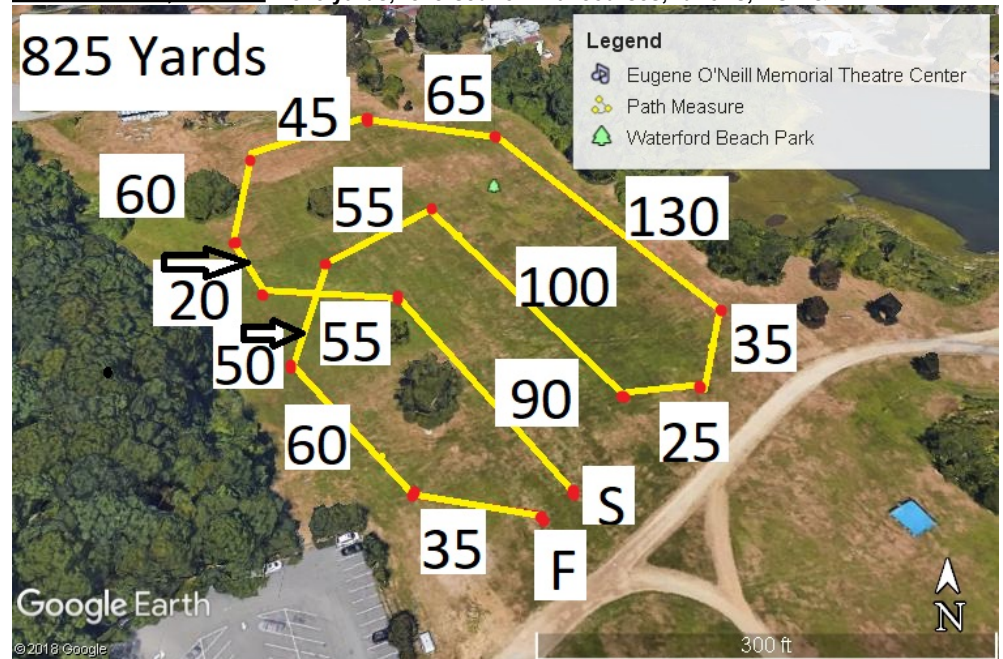 825 Yards
Legend
Eugene O'Neill Memorial Theatre Center
Path Measure
Waterford Beach Park
45
65
60
55
130
20
100
50
55
35
90
60
25
S
35
F
Google Earth
N
©2018 Google
300 ft